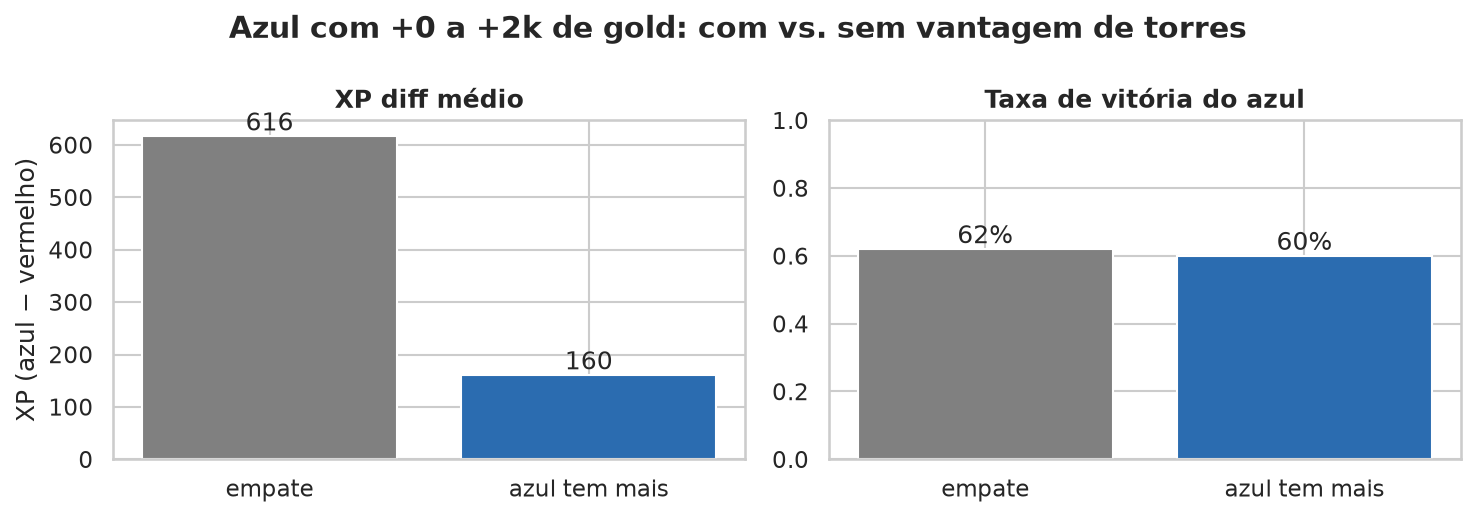 Azul com +0 a +2k de gold: com vs. sem vantagem de torres
XP diff médio
XP (azul − vermelho)
600
500
400
300
200
100
0
616
160
empate
azul tem mais
Taxa de vitória do azul
1.0
0.8
0.6
0.4
0.2
0.0
62%
60%
empate
azul tem mais